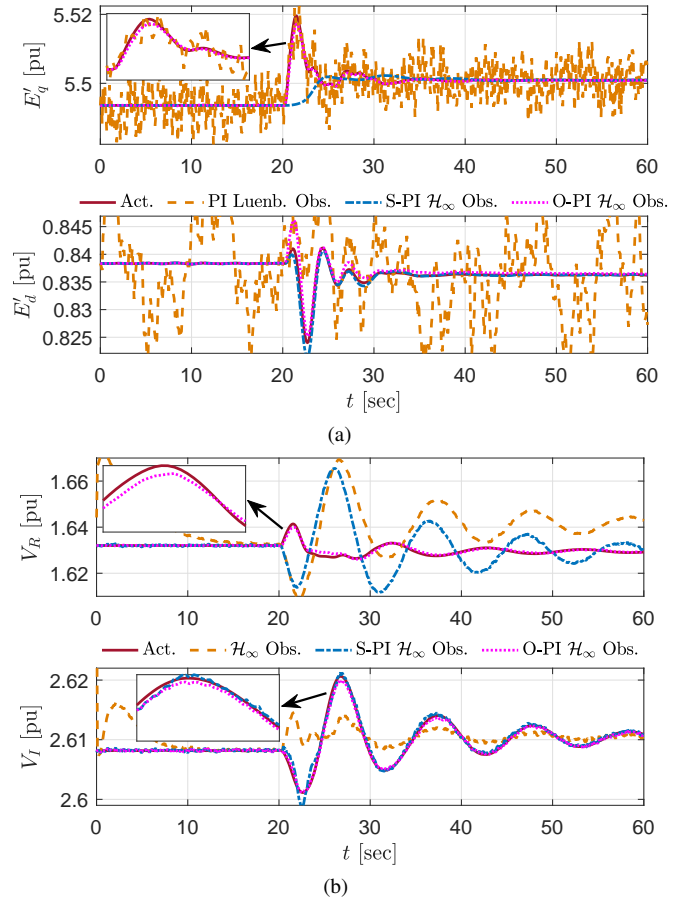 5.52
5.5
E′q [pu]
0 10 20 30 40 50 60
Act. PI Luenb. Obs. S-PI ℋ∞ Obs. O-PI ℋ∞ Obs.
0.845
0.84
0.835
0.83
0.825
E′d [pu]
0 10 20 30 40 50 60
t [sec]
(a)
1.66
1.64
1.62
V_R [pu]
0 10 20 30 40 50 60
Act. ℋ∞ Obs. S-PI ℋ∞ Obs. O-PI ℋ∞ Obs.
2.62
2.61
2.6
V_I [pu]
0 10 20 30 40 50 60
t [sec]
(b)